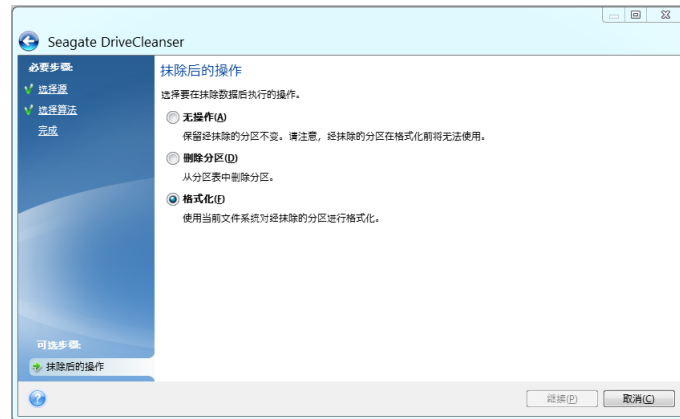 Seagate DriveCleanser
必要步骤:
选择源
选择算法
完成
抹除后的操作
选择要在抹除数据后执行的操作。
无操作(A)
保留经抹除的分区不变。请注意，经抹除的分区在格式化前将无法使用。
删除分区(D)
从分区表中删除分区。
格式化(F)
使用当前文件系统对经抹除的分区进行格式化。
可选步骤:
抹除后的操作
继续(P)
取消(C)